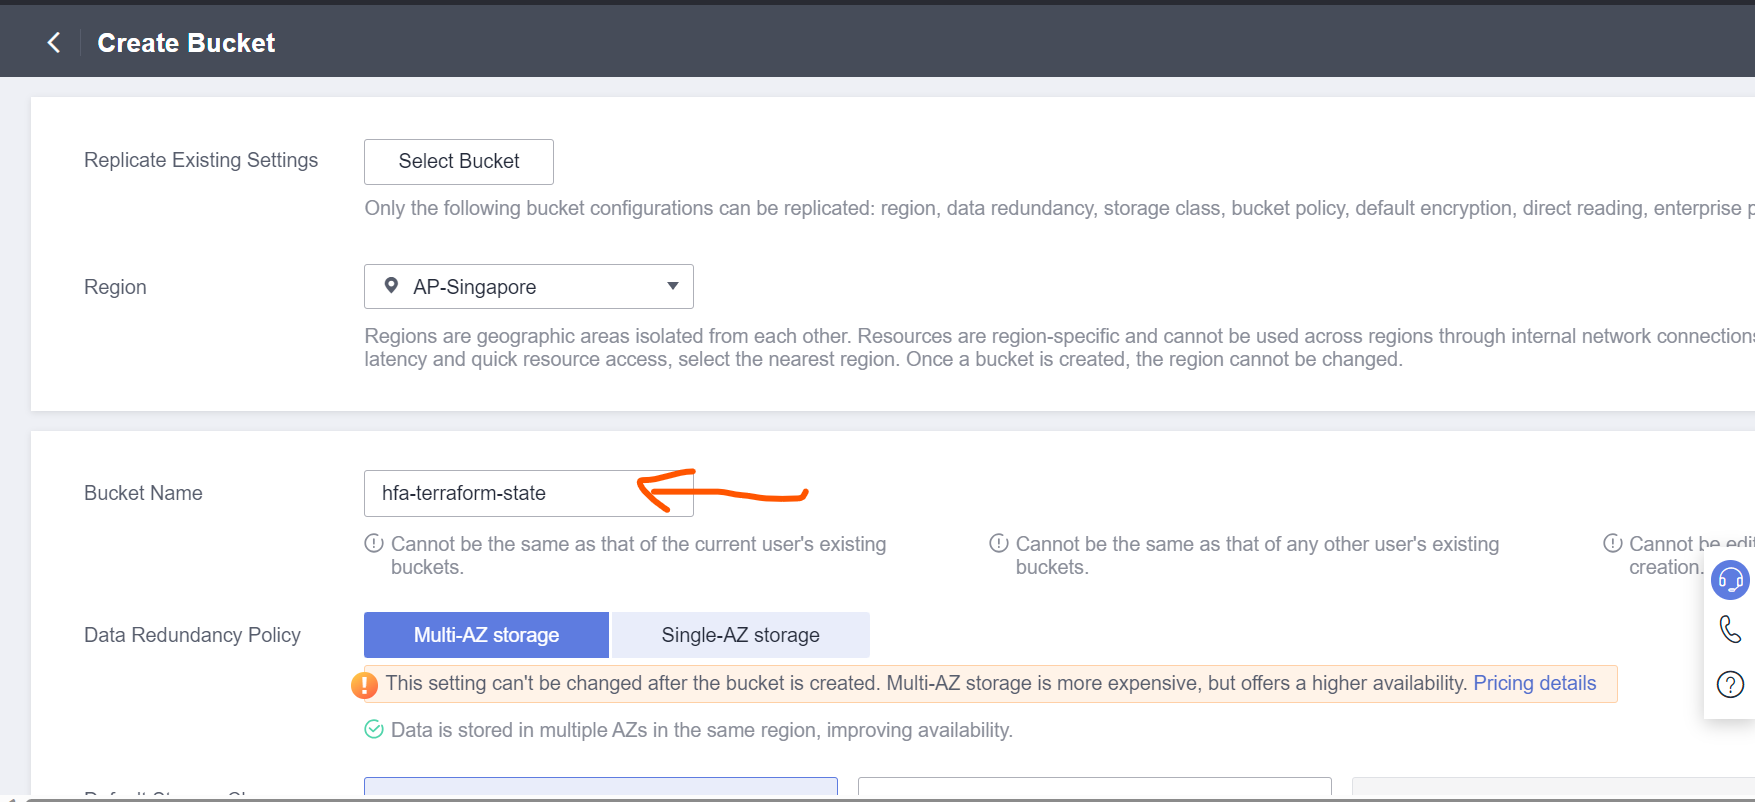 Create Bucket
Replicate Existing Settings
Select Bucket
Only the following bucket configurations can be replicated: region, data redundancy, storage class, bucket policy, default encryption, direct reading, enterprise p
Region
AP-Singapore
Regions are geographic areas isolated from each other. Resources are region-specific and cannot be used across regions through internal network connections
latency and quick resource access, select the nearest region. Once a bucket is created, the region cannot be changed.
Bucket Name
hfa-terraform-state
Cannot be the same as that of the current user's existing
buckets.
Cannot be the same as that of any other user's existing
buckets.
Cannot be edit
creation.
Data Redundancy Policy
Multi-AZ storage
Single-AZ storage
This setting can't be changed after the bucket is created. Multi-AZ storage is more expensive, but offers a higher availability. Pricing details
Data is stored in multiple AZs in the same region, improving availability.